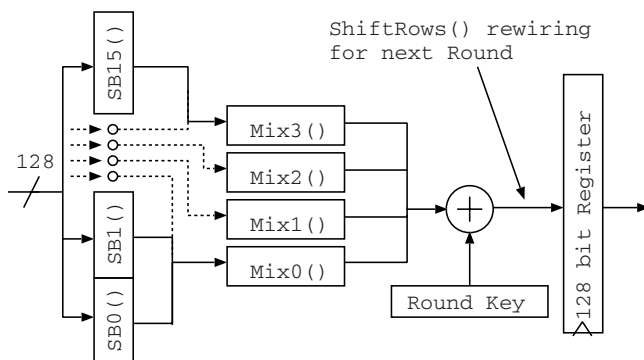 ShiftRows() rewiring
for next Round
SB15()
128
Mix3()
Mix2()
Mix1()
Mix0()
SB1()
SB0()
Round Key
128 bit Register